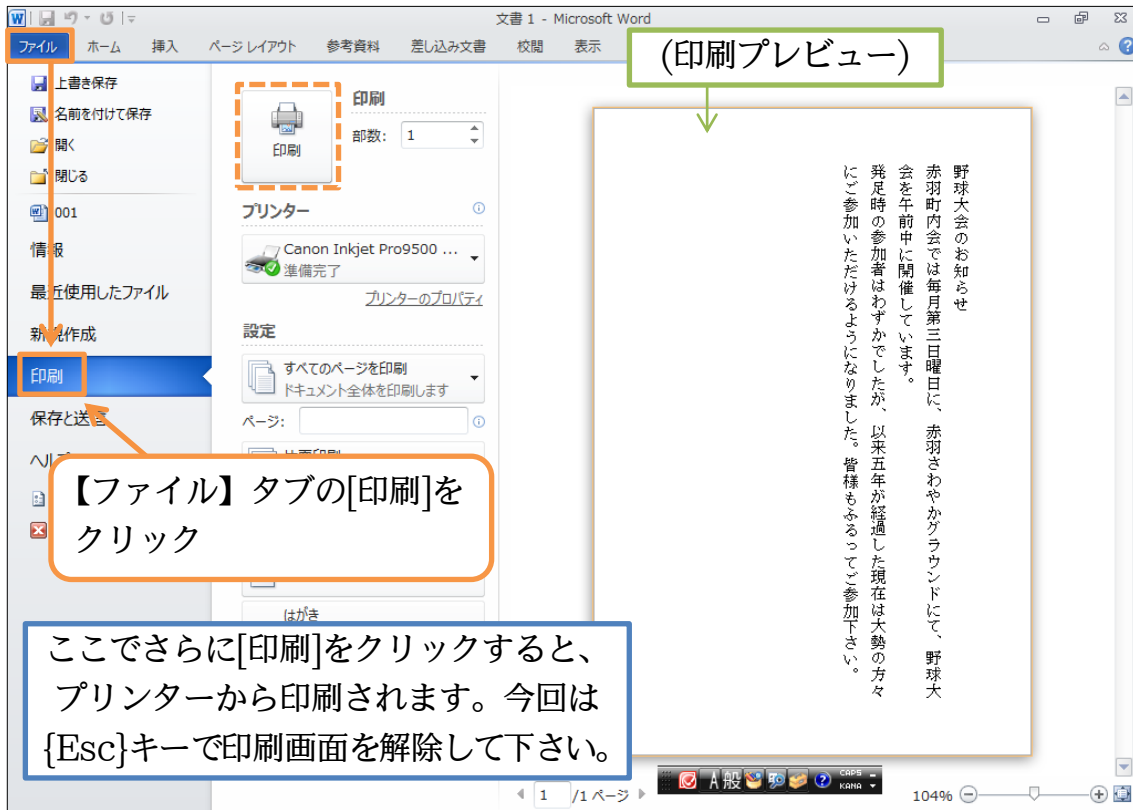 文書 1 - Microsoft Word
ファイル ホーム 挿入 ページ レイアウト 参考資料 差し込み文書 校閲 表示
(印刷プレビュー)
上書き保存
名前を付けて保存
開く
閉じる
001
情報
最近使用したファイル
新規作成
印刷
保存と送信
印刷
印刷
部数: 1
プリンター
Canon Inkjet Pro9500 ...
準備完了
プリンターのプロパティ
設定
すべてのページを印刷
ドキュメント全体を印刷します
ページ:
片面印刷
はがき
【ファイル】タブの[印刷]を
クリック
ここでさらに[印刷]をクリックすると、
プリンターから印刷されます。今回は
{Esc}キーで印刷画面を解除して下さい。
野球大会のお知らせ
赤羽町内会では毎月第三日曜日に、赤羽さわやかグラウンドにて、野球大
会を午前中に開催しています。
発足時の参加者はわずかでしたが、以来五年が経過した現在は大勢の方々
にご参加いただけるようになりました。皆様もふるってご参加下さい。
1 /1 ページ
A 般 CAPS KANA
104%